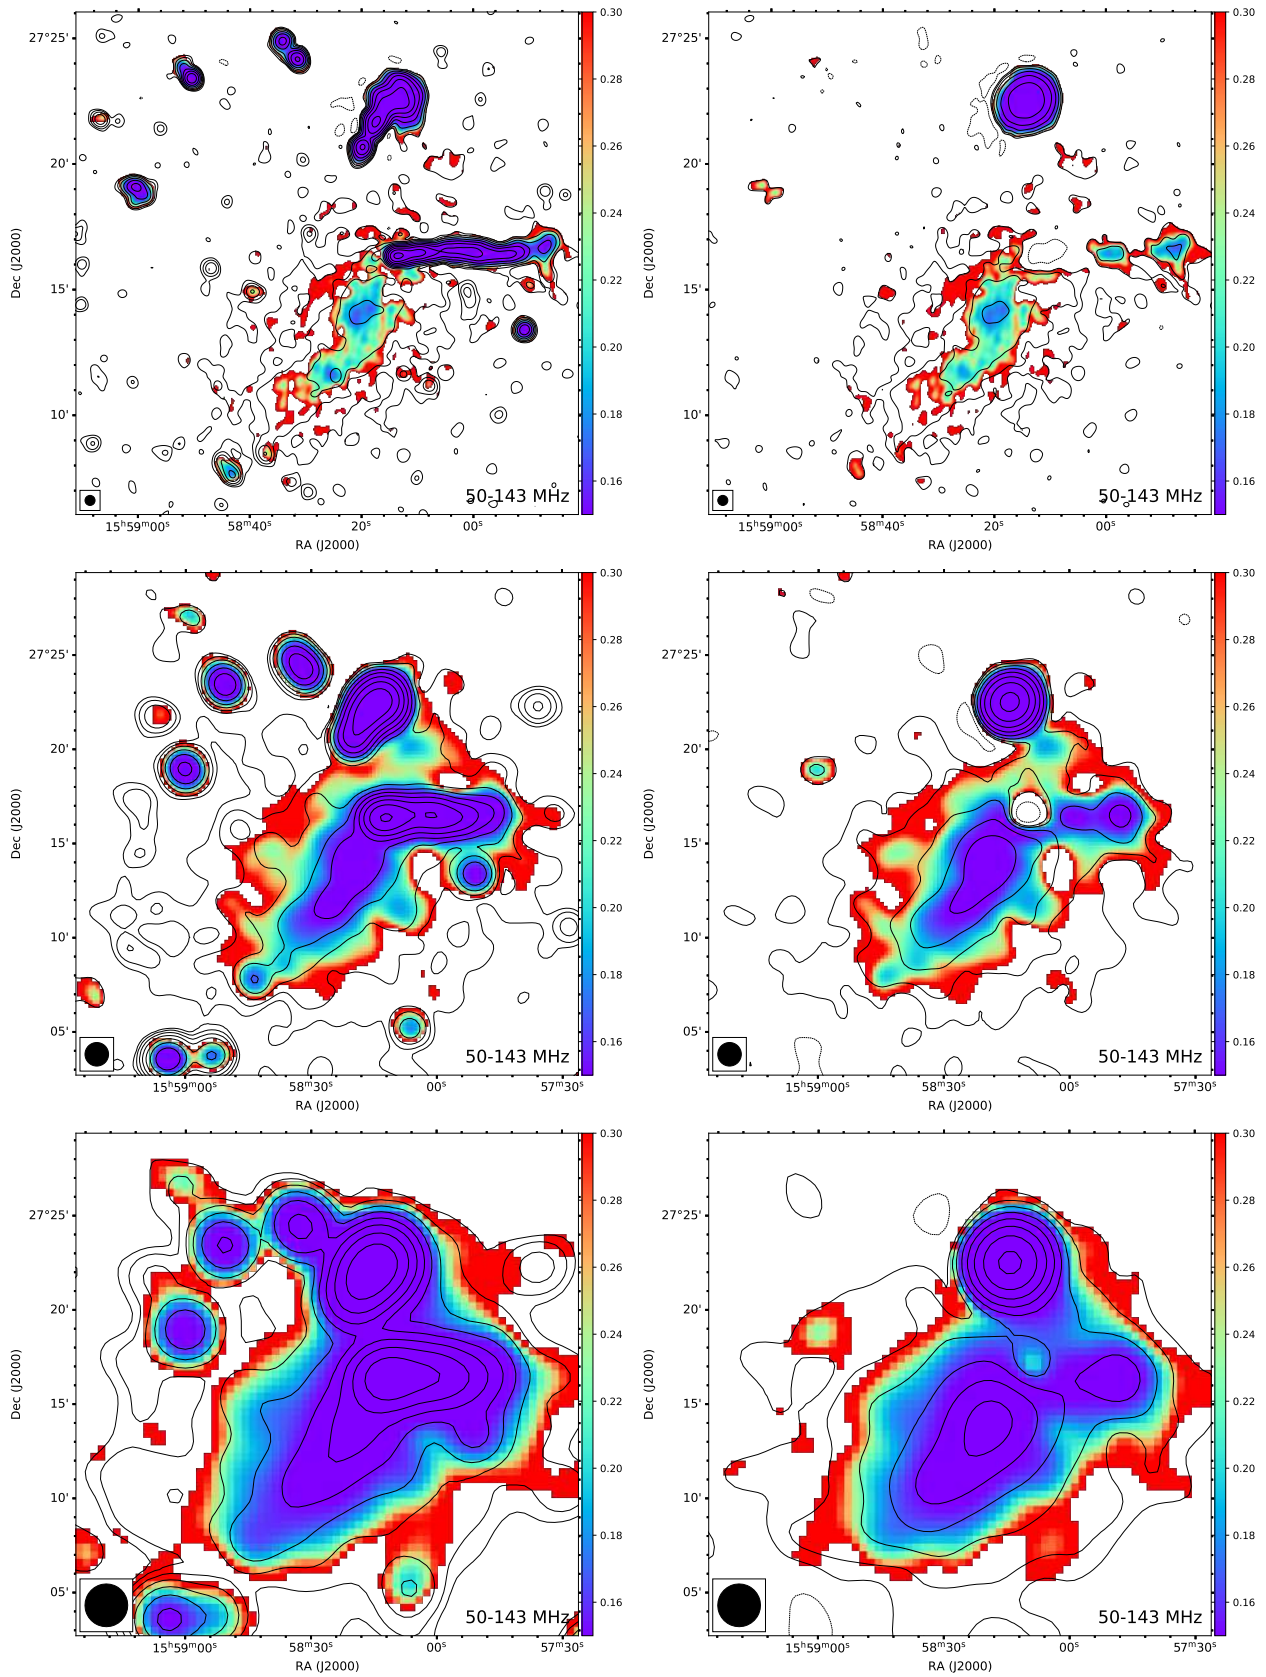 0.30
0.28
0.26
0.24
0.22
0.20
0.18
0.16
27°25'
20'
15'
10'
Dec (J2000)
50-143 MHz
15ʰ59ᵐ00ˢ
58ᵐ40ˢ
20ˢ
00ˢ
RA (J2000)
0.30
0.28
0.26
0.24
0.22
0.20
0.18
0.16
27°25'
20'
15'
10'
Dec (J2000)
50-143 MHz
15ʰ59ᵐ00ˢ
58ᵐ40ˢ
20ˢ
00ˢ
RA (J2000)
0.30
0.28
0.26
0.24
0.22
0.20
0.18
0.16
27°25'
20'
15'
10'
05'
Dec (J2000)
50-143 MHz
15ʰ59ᵐ00ˢ
58ᵐ30ˢ
00ˢ
57ᵐ30ˢ
RA (J2000)
0.30
0.28
0.26
0.24
0.22
0.20
0.18
0.16
27°25'
20'
15'
10'
05'
Dec (J2000)
50-143 MHz
15ʰ59ᵐ00ˢ
58ᵐ30ˢ
00ˢ
57ᵐ30ˢ
RA (J2000)
0.30
0.28
0.26
0.24
0.22
0.20
0.18
0.16
27°25'
20'
15'
10'
05'
Dec (J2000)
50-143 MHz
15ʰ59ᵐ00ˢ
58ᵐ30ˢ
00ˢ
57ᵐ30ˢ
RA (J2000)
0.30
0.28
0.26
0.24
0.22
0.20
0.18
0.16
27°25'
20'
15'
10'
05'
Dec (J2000)
50-143 MHz
15ʰ59ᵐ00ˢ
58ᵐ30ˢ
00ˢ
57ᵐ30ˢ
RA (J2000)